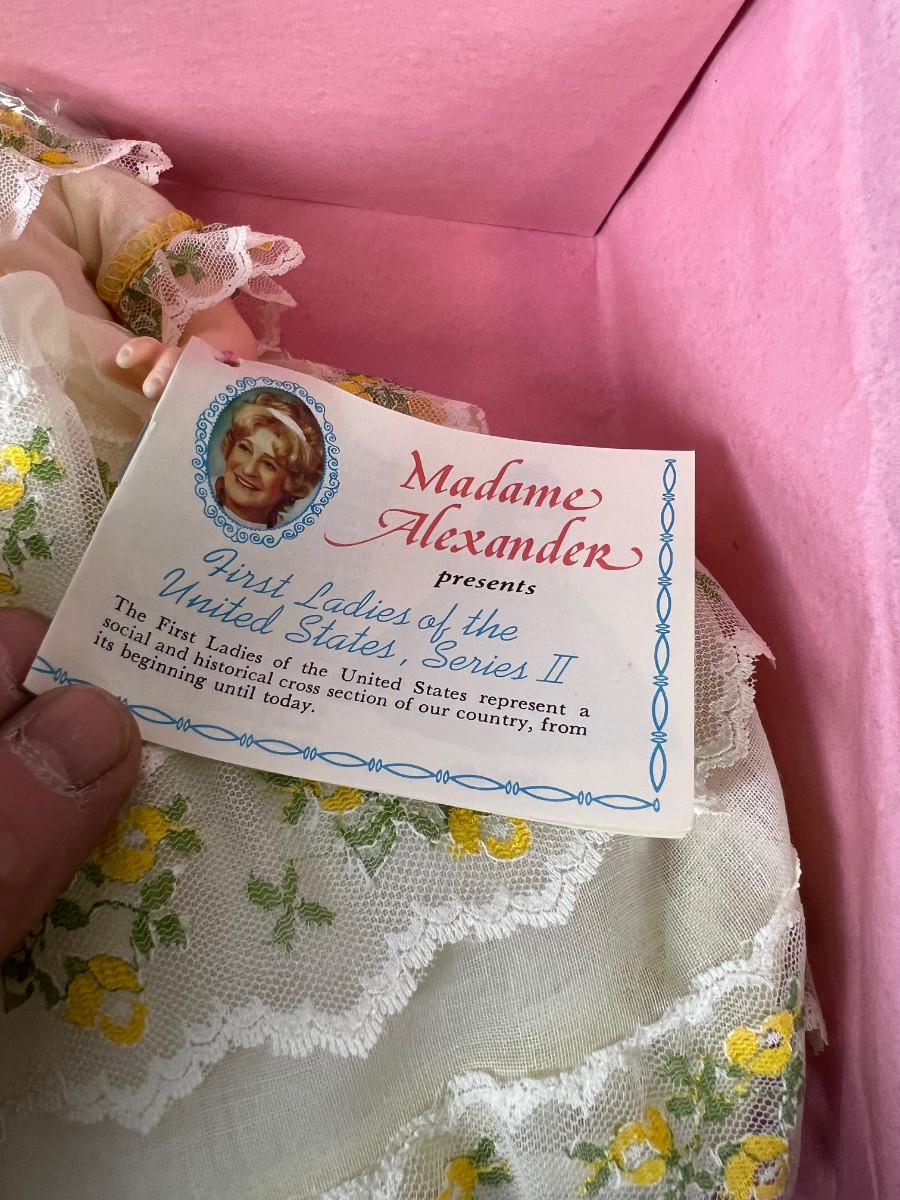 Madame
Alexander
presents
First Ladies of the
United States, Series II
The First Ladies of the United States represent a
social and historical cross section of our country, from
its beginning until today.